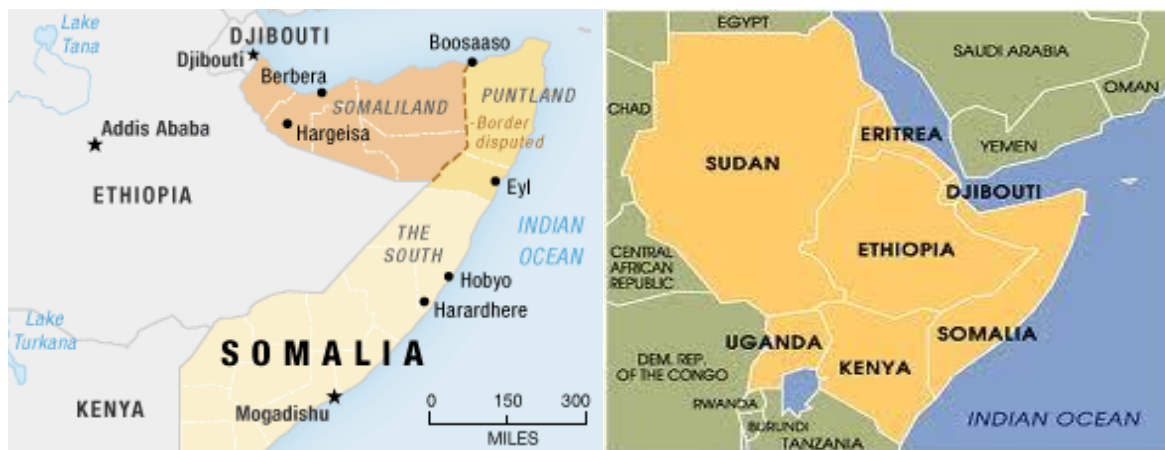 Lake
Tana
DJIBOUTI
Djibouti
Boosaaso
Berbera
SOMALILAND
PUNTLAND
Hargeisa
-Border
disputed
Addis Ababa
ETHIOPIA
Eyl
THE
SOUTH
INDIAN
OCEAN
Hobyo
Harardhere
Lake
Turkana
SOMALIA
KENYA
Mogadishu
0 150 300
MILES
EGYPT
SAUDI ARABIA
OMAN
CHAD
ERITREA
YEMEN
SUDAN
DJIBOUTI
ETHIOPIA
CENTRAL
AFRICAN
REPUBLIC
UGANDA
SOMALIA
DEM. REP.
OF THE CONGO
KENYA
RWANDA
BURUNDI
TANZANIA
INDIAN OCEAN